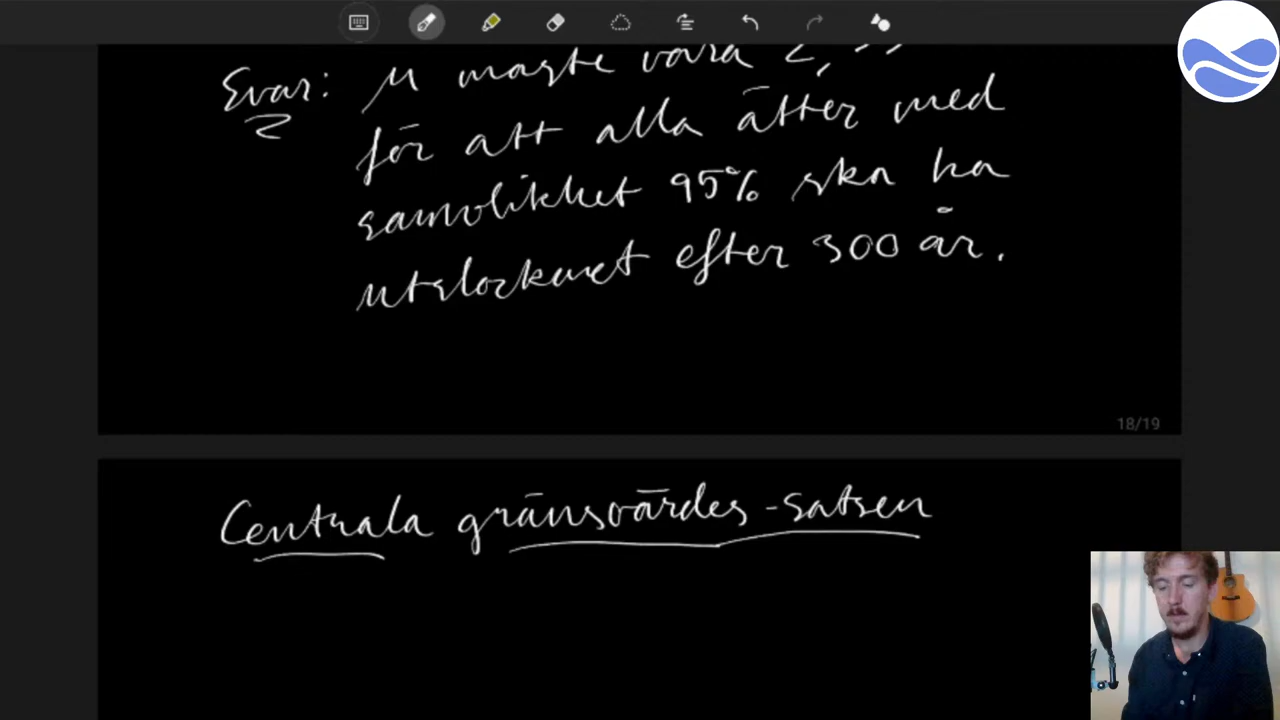 Svar: μ måste vara 2,
för att alla ätter med
sannolikhet 95% ska ha
utslocknat efter 300 år.
18/19
Centrala gränsvärdes-satsen